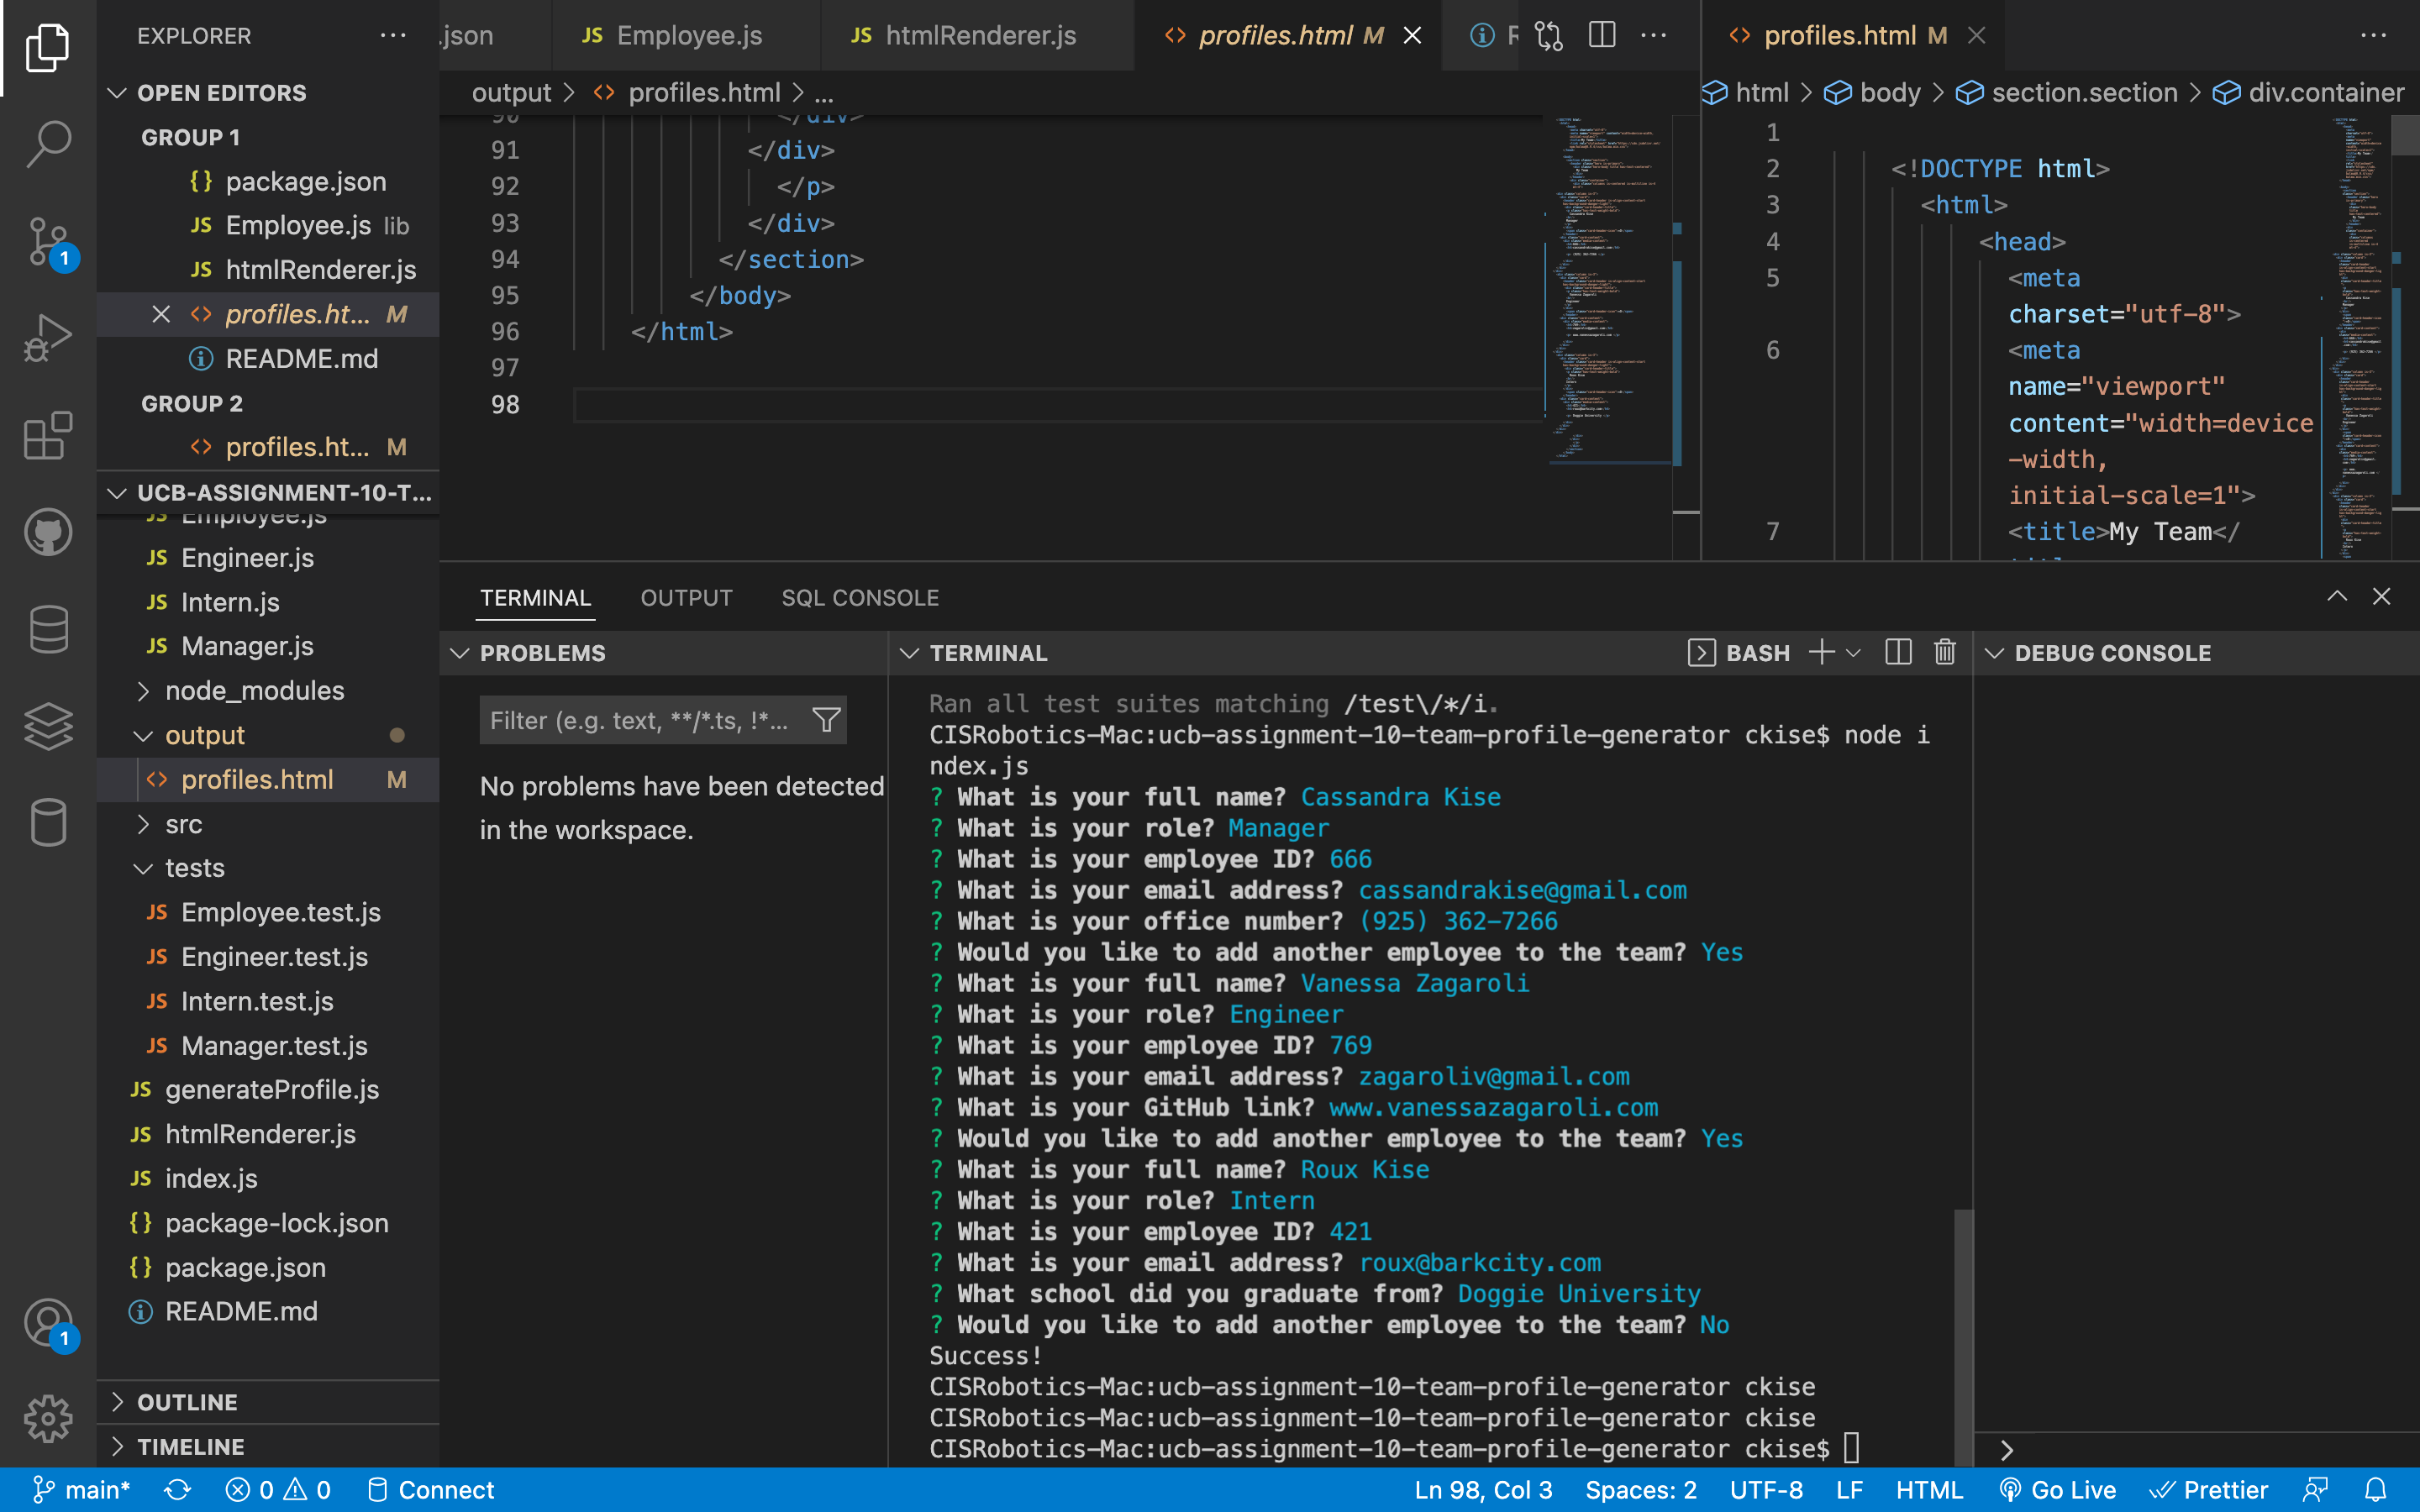 EXPLORER
OPEN EDITORS
GROUP 1
{} package.json
JS Employee.js lib
JS htmlRenderer.js
<> profiles.ht... M
README.md
GROUP 2
<> profiles.ht... M
UCB-ASSIGNMENT-10-T...
JS Employee.js
JS Engineer.js
JS Intern.js
JS Manager.js
node_modules
output
<> profiles.html M
src
tests
JS Employee.test.js
JS Engineer.test.js
JS Intern.test.js
JS Manager.test.js
JS generateProfile.js
JS htmlRenderer.js
JS index.js
{} package-lock.json
{} package.json
README.md
OUTLINE
TIMELINE
1
1
.json JS Employee.js JS htmlRenderer.js <> profiles.html M
output > <> profiles.html > ...
90 </div>
91 </div>
92 </p>
93 </div>
94 </section>
95 </body>
96 </html>
97
98
<> profiles.html M
html > body > section.section > div.container
1
2 <!DOCTYPE html>
3 <html>
4 <head>
5 <meta
charset="utf-8">
6 <meta
name="viewport"
content="width=device
-width,
initial-scale=1">
7 <title>My Team</
TERMINAL OUTPUT SQL CONSOLE
PROBLEMS
Filter (e.g. text, **/*.ts, !*...
No problems have been detected
in the workspace.
TERMINAL BASH
Ran all test suites matching /test\/*/i.
CISRobotics-Mac:ucb-assignment-10-team-profile-generator ckise$ node i
ndex.js
? What is your full name? Cassandra Kise
? What is your role? Manager
? What is your employee ID? 666
? What is your email address? cassandrakise@gmail.com
? What is your office number? (925) 362-7266
? Would you like to add another employee to the team? Yes
? What is your full name? Vanessa Zagaroli
? What is your role? Engineer
? What is your employee ID? 769
? What is your email address? zagaroliv@gmail.com
? What is your GitHub link? www.vanessazagaroli.com
? Would you like to add another employee to the team? Yes
? What is your full name? Roux Kise
? What is your role? Intern
? What is your employee ID? 421
? What is your email address? roux@barkcity.com
? What school did you graduate from? Doggie University
? Would you like to add another employee to the team? No
Success!
CISRobotics-Mac:ucb-assignment-10-team-profile-generator ckise
CISRobotics-Mac:ucb-assignment-10-team-profile-generator ckise
CISRobotics-Mac:ucb-assignment-10-team-profile-generator ckise$
DEBUG CONSOLE
main* 0 0 Connect Ln 98, Col 3 Spaces: 2 UTF-8 LF HTML Go Live Prettier